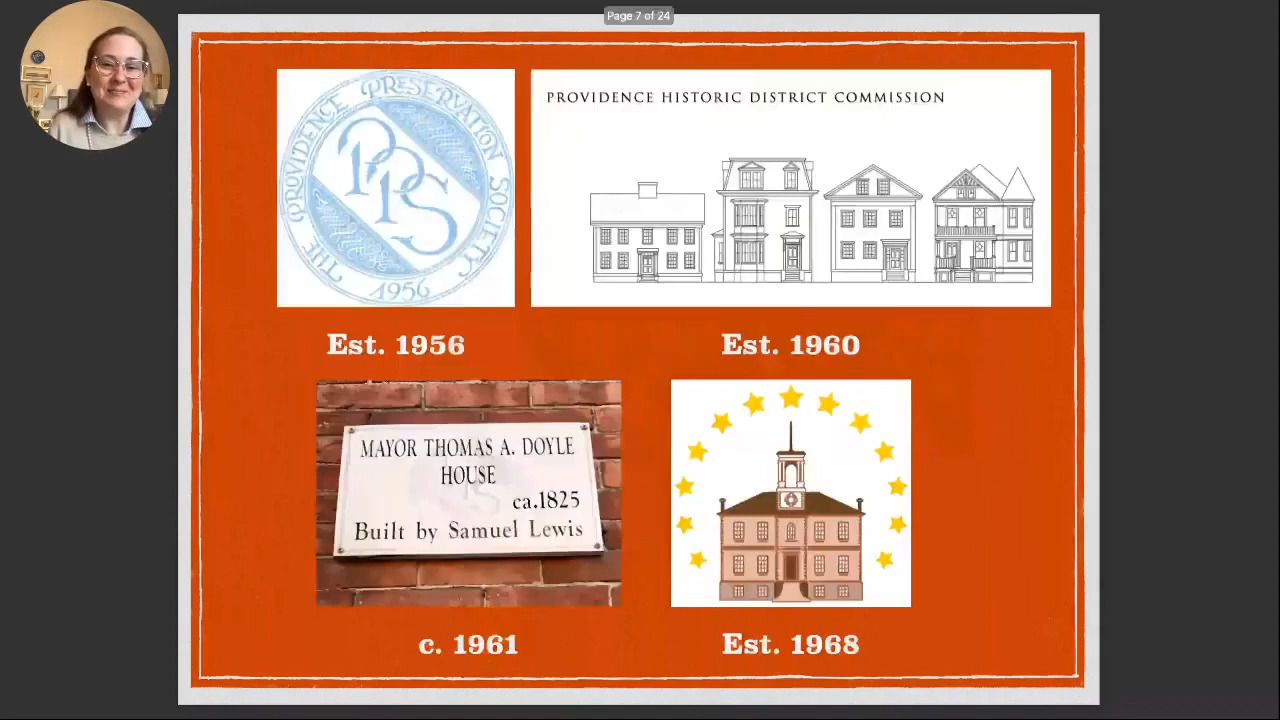 Page 7 of 24
THE PROVIDENCE PRESERVATION SOCIETY
PPS
1956
PROVIDENCE HISTORIC DISTRICT COMMISSION
Est. 1956
Est. 1960
MAYOR THOMAS A. DOYLE
HOUSE
ca.1825
Built by Samuel Lewis
c. 1961
Est. 1968